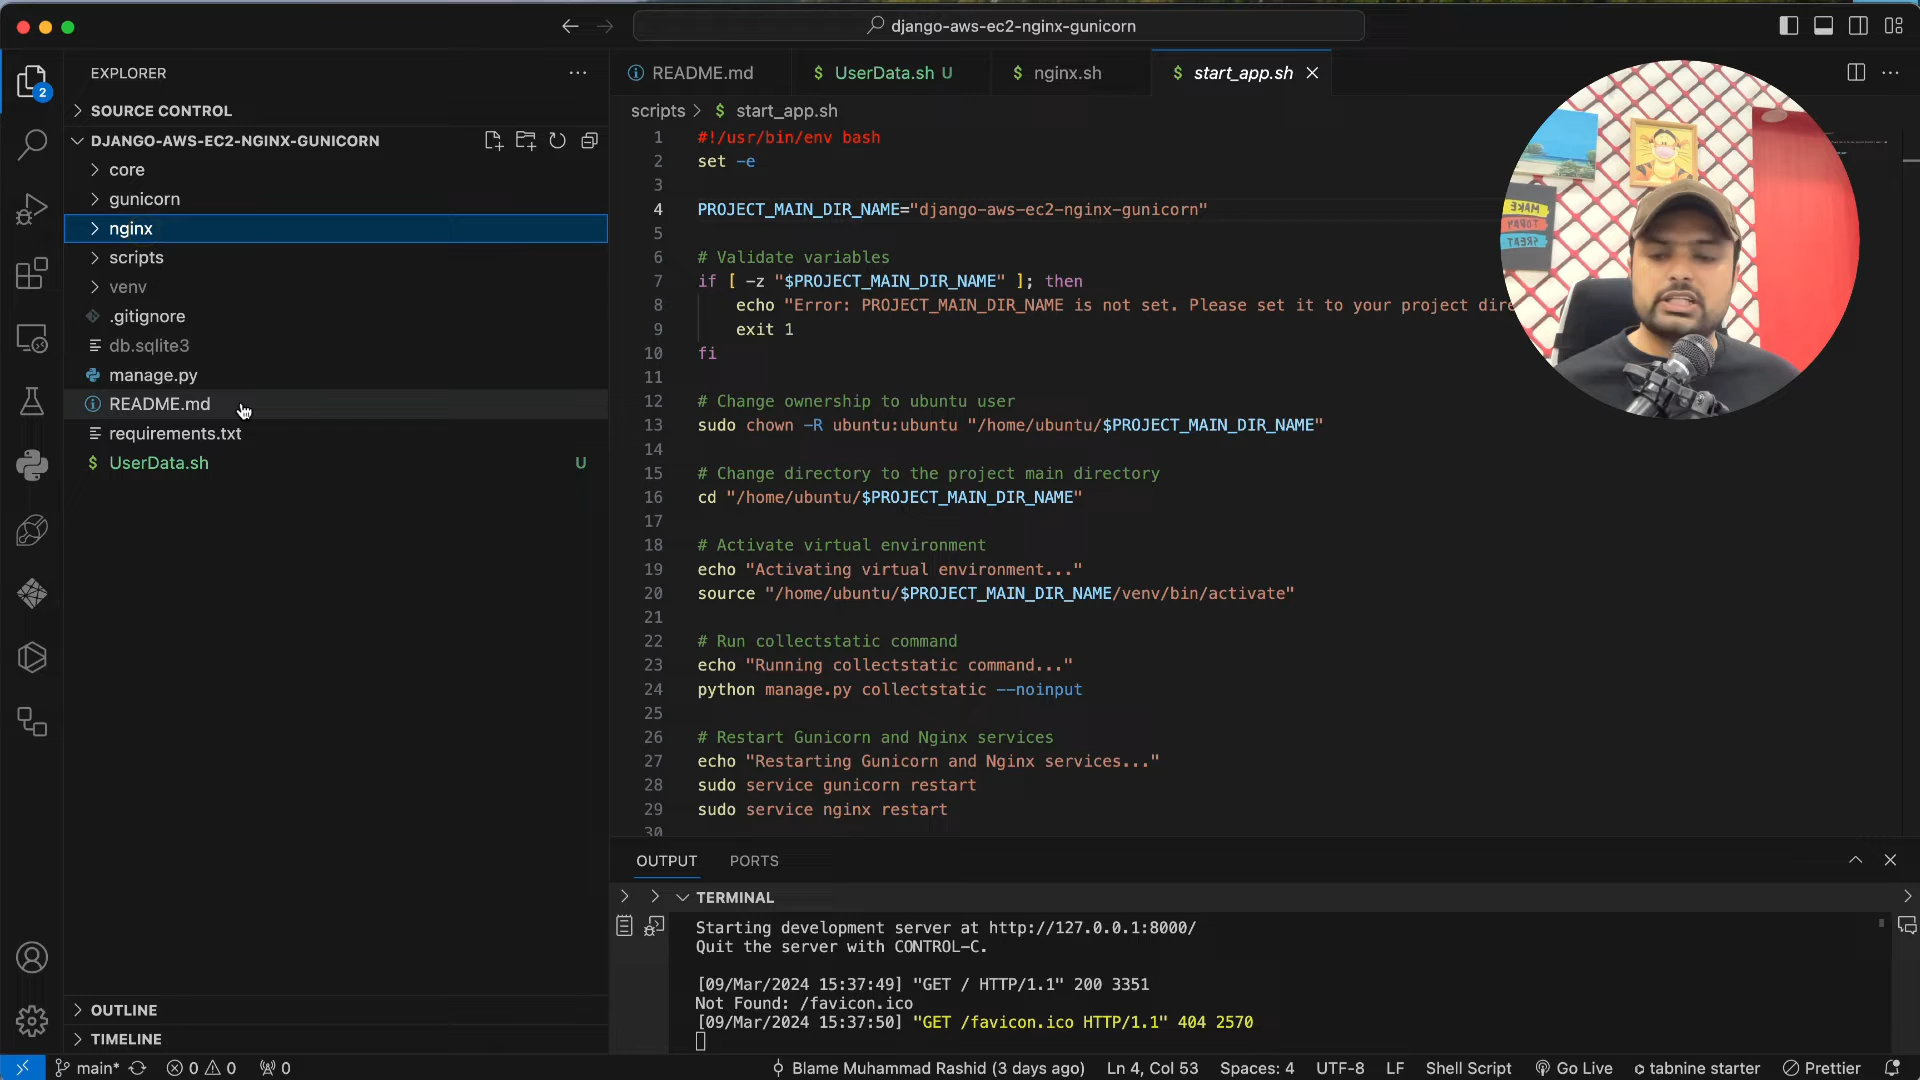 django-aws-ec2-nginx-gunicorn
EXPLORER
2
SOURCE CONTROL
DJANGO-AWS-EC2-NGINX-GUNICORN
core
gunicorn
nginx
scripts
venv
.gitignore
db.sqlite3
manage.py
README.md
requirements.txt
$ UserData.sh U
OUTLINE
TIMELINE
README.md
$ UserData.sh U
$ nginx.sh
$ start_app.sh
scripts > $ start_app.sh
1 #!/usr/bin/env bash
2 set -e
3
4 PROJECT_MAIN_DIR_NAME="django-aws-ec2-nginx-gunicorn"
5
6 # Validate variables
7 if [ -z "$PROJECT_MAIN_DIR_NAME" ]; then
8 echo "Error: PROJECT_MAIN_DIR_NAME is not set. Please set it to your project dire
9 exit 1
10 fi
11
12 # Change ownership to ubuntu user
13 sudo chown -R ubuntu:ubuntu "/home/ubuntu/$PROJECT_MAIN_DIR_NAME"
14
15 # Change directory to the project main directory
16 cd "/home/ubuntu/$PROJECT_MAIN_DIR_NAME"
17
18 # Activate virtual environment
19 echo "Activating virtual environment..."
20 source "/home/ubuntu/$PROJECT_MAIN_DIR_NAME/venv/bin/activate"
21
22 # Run collectstatic command
23 echo "Running collectstatic command..."
24 python manage.py collectstatic --noinput
25
26 # Restart Gunicorn and Nginx services
27 echo "Restarting Gunicorn and Nginx services..."
28 sudo service gunicorn restart
29 sudo service nginx restart
30
MAKE
TODAY
GREAT
OUTPUT PORTS
TERMINAL
Starting development server at http://127.0.0.1:8000/
Quit the server with CONTROL-C.
[09/Mar/2024 15:37:49] "GET / HTTP/1.1" 200 3351
Not Found: /favicon.ico
[09/Mar/2024 15:37:50] "GET /favicon.ico HTTP/1.1" 404 2570
main* 0 0 0 Blame Muhammad Rashid (3 days ago) Ln 4, Col 53 Spaces: 4 UTF-8 LF Shell Script Go Live tabnine starter Prettier